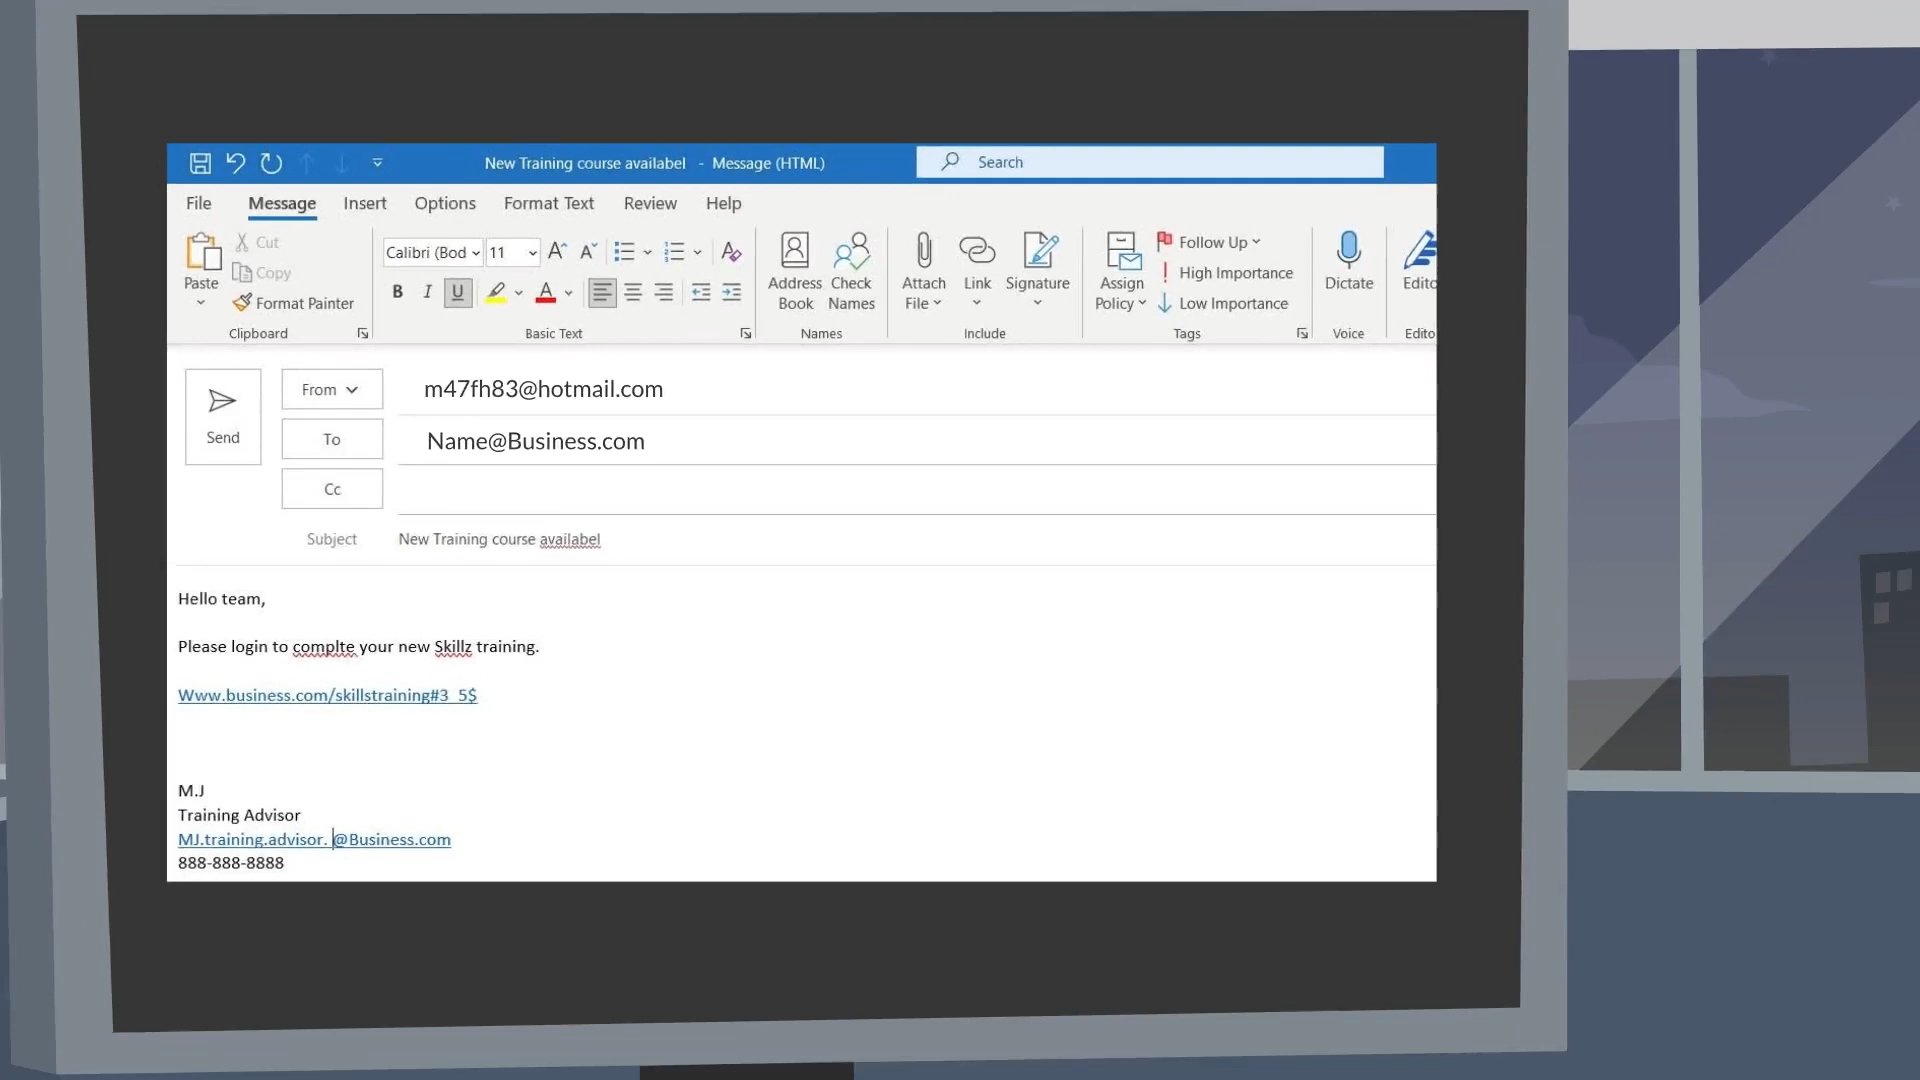 New Training course availabel - Message (HTML)
Search
File Message Insert Options Format Text Review Help
Paste
Cut
Copy
Format Painter
Clipboard
Calibri (Bod 11
B I U
Basic Text
Address Book
Check Names
Names
Attach File
Link
Signature
Include
Assign Policy
Follow Up
High Importance
Low Importance
Tags
Dictate
Voice
Edito
Edito
Send
From m47fh83@hotmail.com
To Name@Business.com
Cc
Subject New Training course availabel
Hello team,
Please login to complte your new Skillz training.
Www.business.com/skillstraining#3_5$
M.J
Training Advisor
MJ.training.advisor. @Business.com
888-888-8888